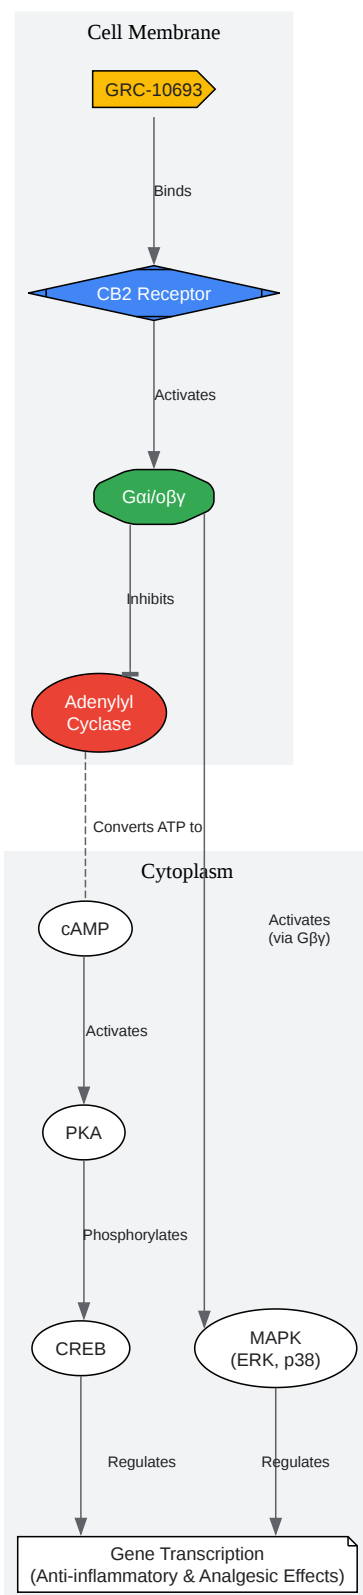 Cell Membrane
GRC-10693
Binds
CB2 Receptor
Activates
Gαi/oβγ
Inhibits
Adenylyl
Cyclase
Converts ATP to
Cytoplasm
Activates
(via Gβγ)
cAMP
Activates
PKA
Phosphorylates
CREB
MAPK
(ERK, p38)
Regulates
Regulates
Gene Transcription
(Anti-inflammatory & Analgesic Effects)